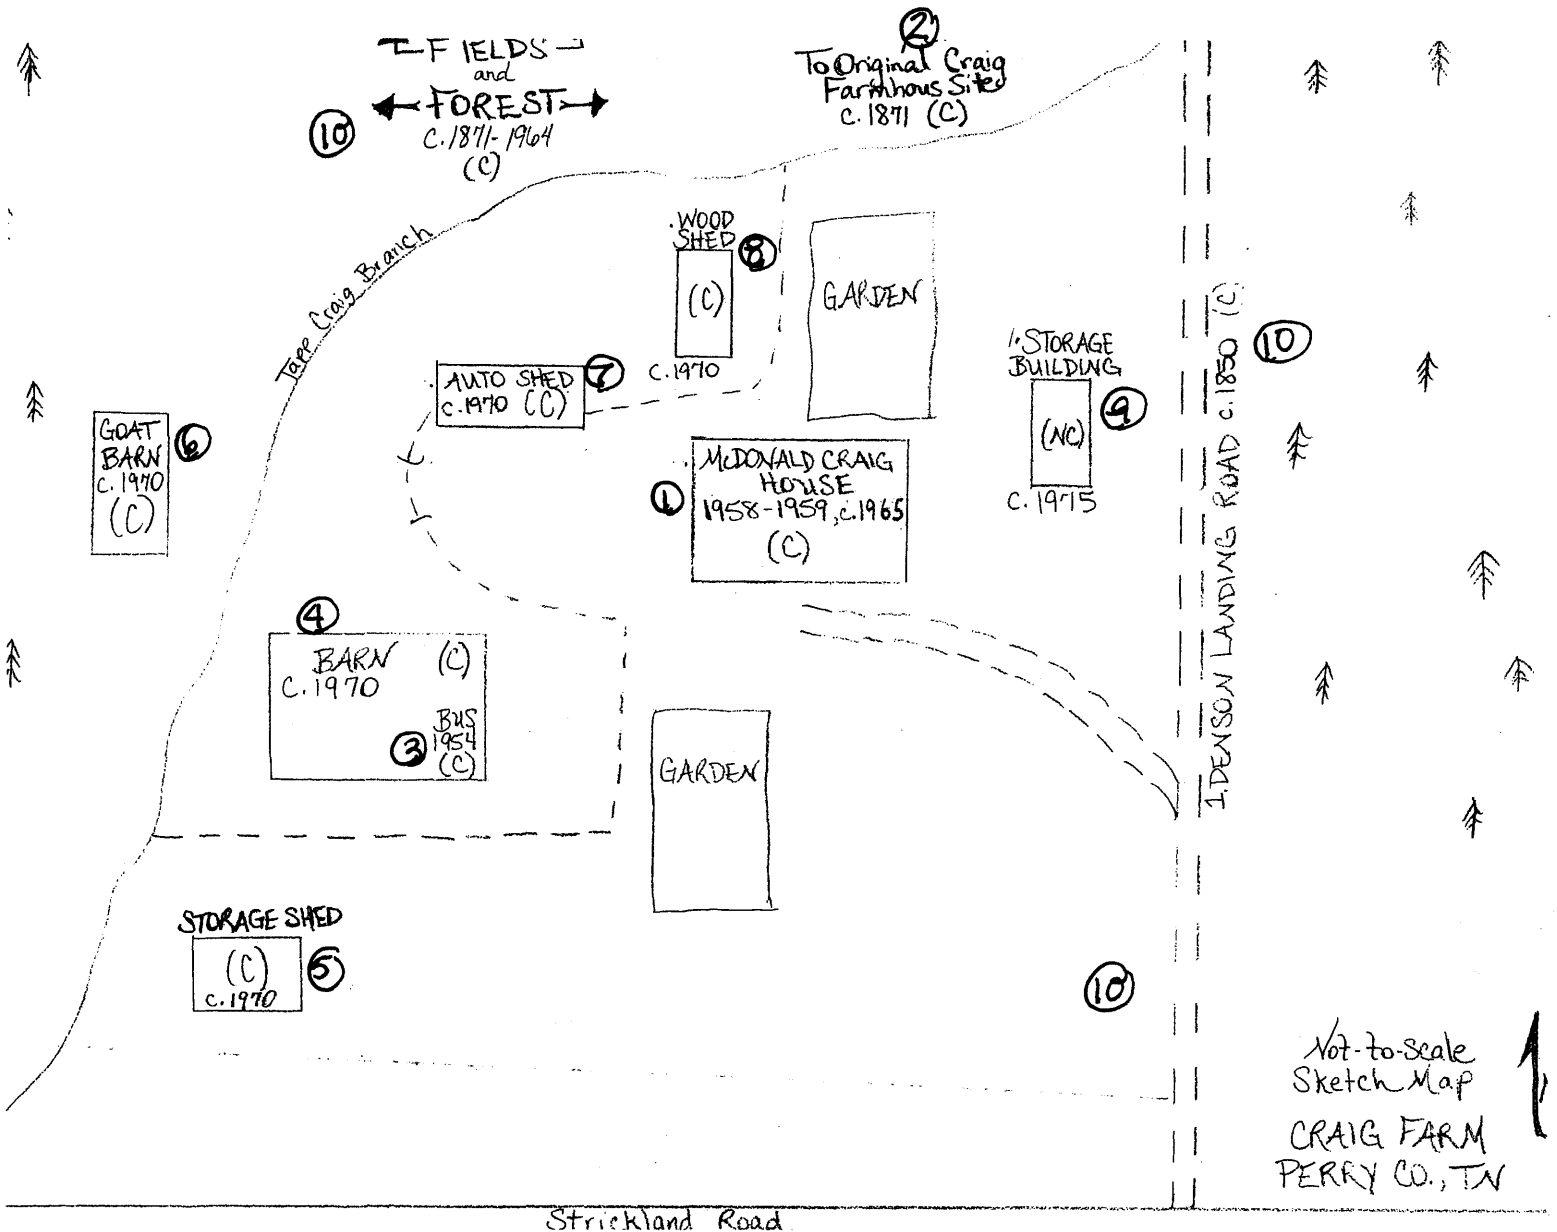 FIELDS
and
FOREST
C.1871-1964
(C)
10
2
To Original Craig
Farmhous Site
c.1871 (C)
Tapp Craig Branch
WOOD
SHED
8
(C)
c.1970
GARDEN
1.STORAGE
BUILDING
9
(NC)
C.1975
1.DENSON LANDING ROAD c.1850 (C)
10
AUTO SHED
c.1970 (C)
7
GOAT
BARN
c.1970
(C)
6
McDONALD CRAIG
HOUSE
1958-1959, c.1965
(C)
1
4
BARN (C)
C.1970
BUS
1954
(C)
3
GARDEN
STORAGE SHED
(C)
c.1970
5
10
Not-to-Scale
Sketch Map
CRAIG FARM
PERRY CO., TN
Strickland Road